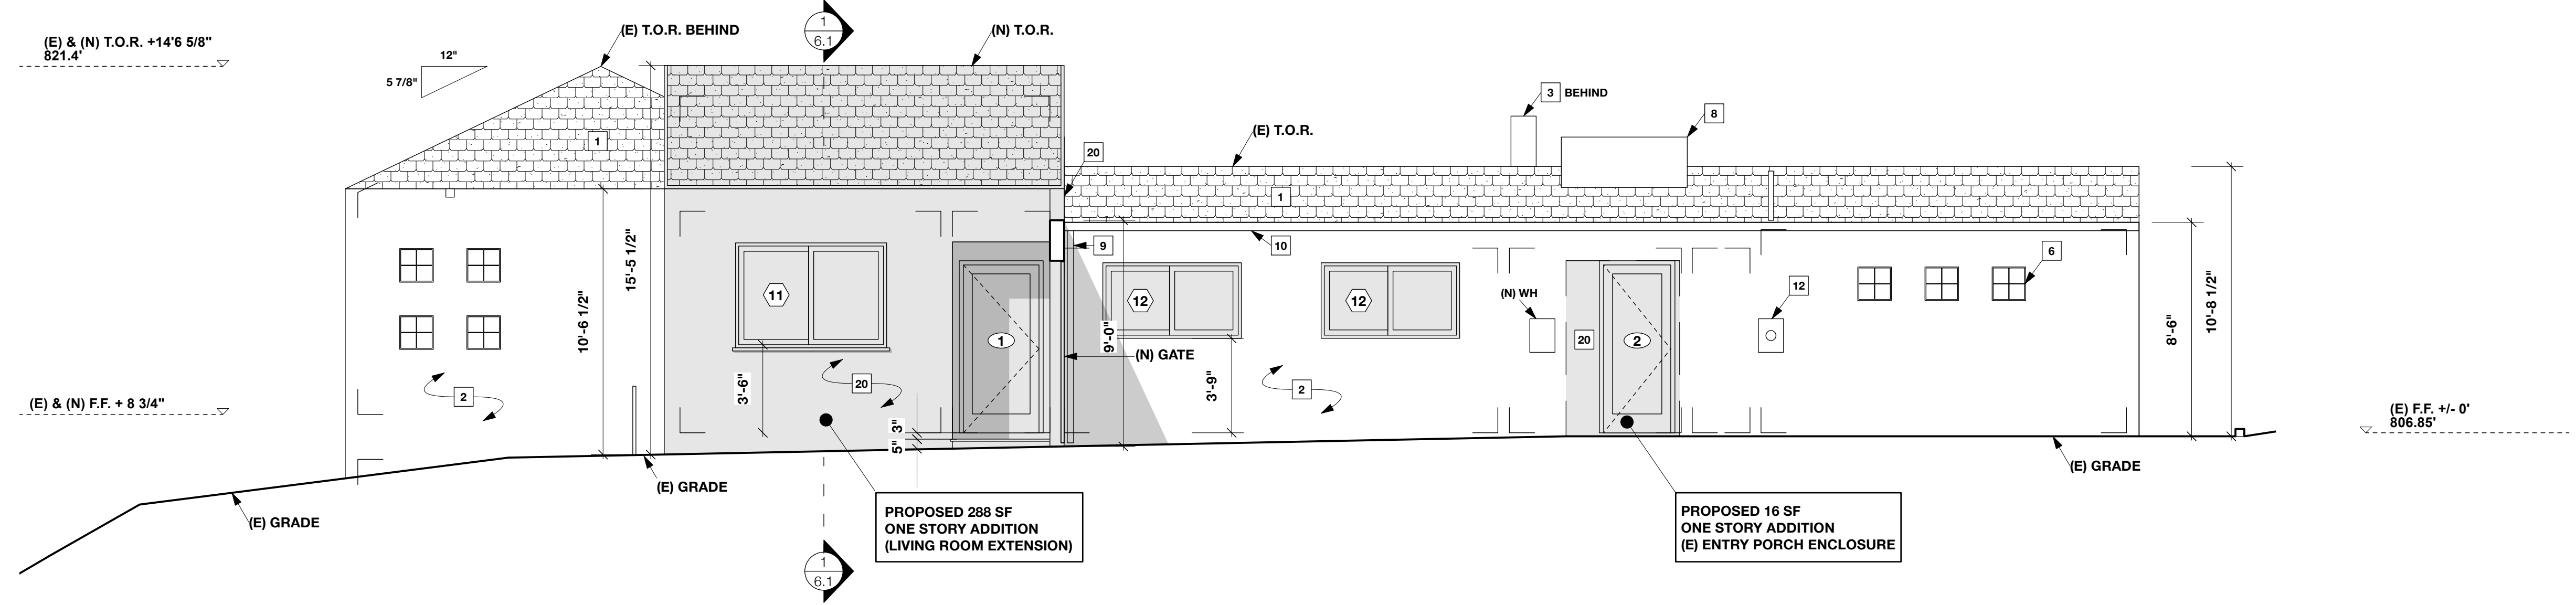 (E) & (N) T.O.R. +14'6 5/8"
821.4'
12"
5 7/8"
(E) T.O.R. BEHIND
1
6.1
(N) T.O.R.
3 BEHIND
8
(E) T.O.R.
20
1
1
9
10
6
11
12
12
(N) WH
12
1
20
2
10'-6 1/2"
15'-5 1/2"
9'-0"
8'-6"
10'-8 1/2"
(N) GATE
3'-6"
20
3'-9"
2
2
3"
5"
(E) & (N) F.F. + 8 3/4"
(E) F.F. +/- 0'
806.85'
(E) GRADE
(E) GRADE
(E) GRADE
PROPOSED 288 SF
ONE STORY ADDITION
(LIVING ROOM EXTENSION)
PROPOSED 16 SF
ONE STORY ADDITION
(E) ENTRY PORCH ENCLOSURE
1
6.1